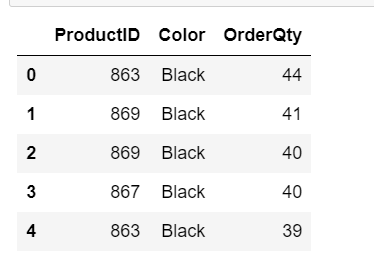 ProductID Color OrderQty
0 863 Black 44
1 869 Black 41
2 869 Black 40
3 867 Black 40
4 863 Black 39